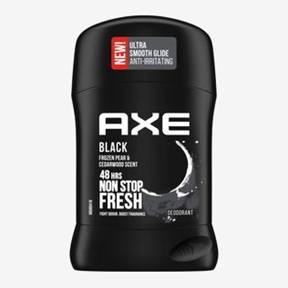 NEW!
ULTRA
SMOOTH GLIDE
ANTI-IRRITATING
AXE
BLACK
FROZEN PEAR &
CEDARWOOD SCENT
48 HRS
NON STOP
FRESH
FIGHT ODOUR. BOOST FRAGRANCE.
DEODORANT